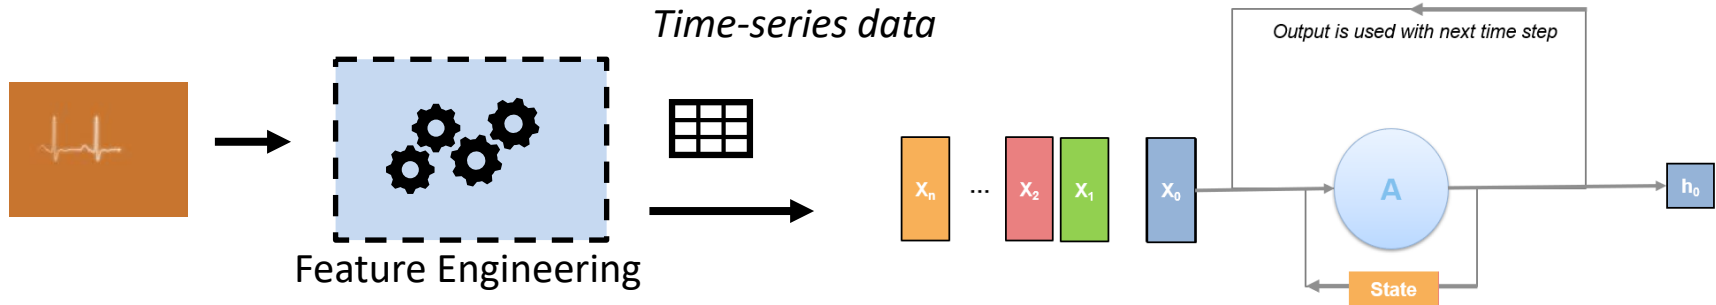 Time-series data
Output is used with next time step
Xn
...
X2
X1
X0
A
h0
State
Feature Engineering